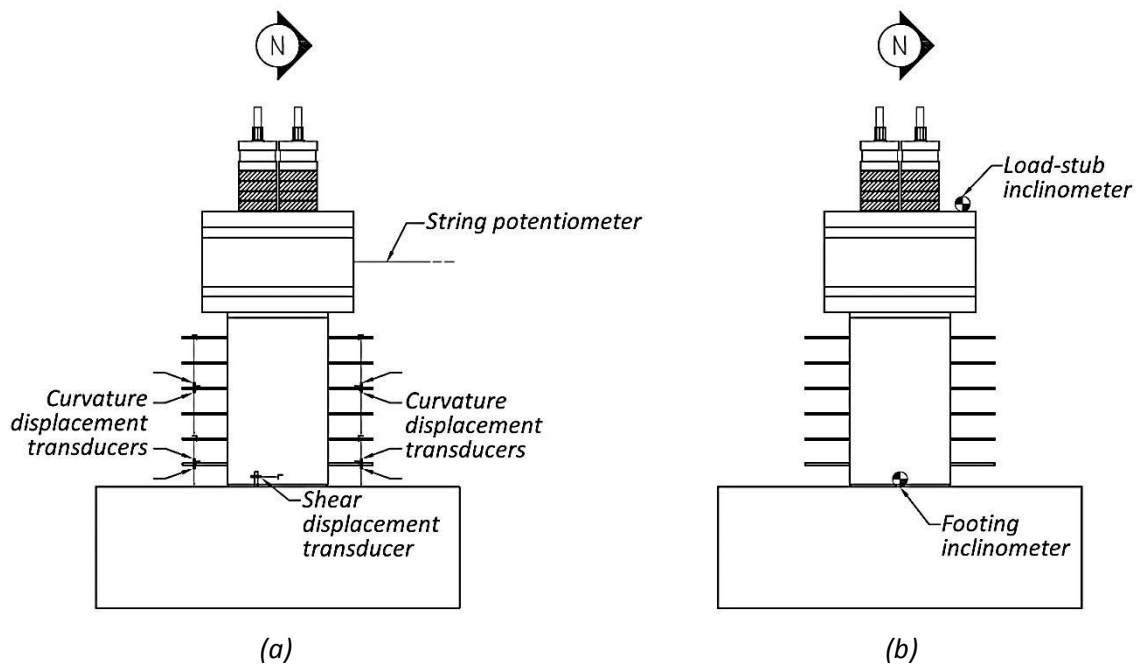 N
String potentiometer
Curvature
displacement
transducers
Curvature
displacement
transducers
Shear
displacement
transducer
(a)
N
Load-stub
inclinometer
Footing
inclinometer
(b)